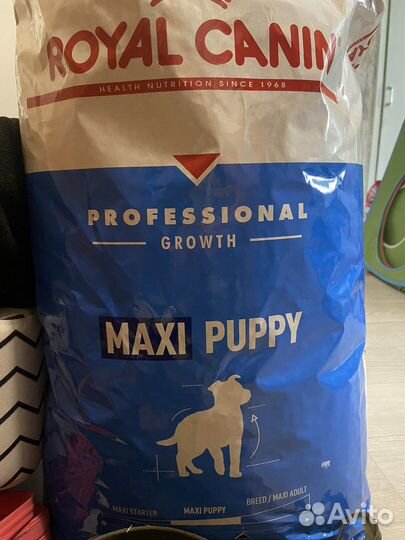 ROYAL CANIN
HEALTH NUTRITION SINCE 1968
PROFESSIONAL
GROWTH
MAXI PUPPY
MAXI STARTER
MAXI PUPPY
BREED / MAXI ADULT
Avito